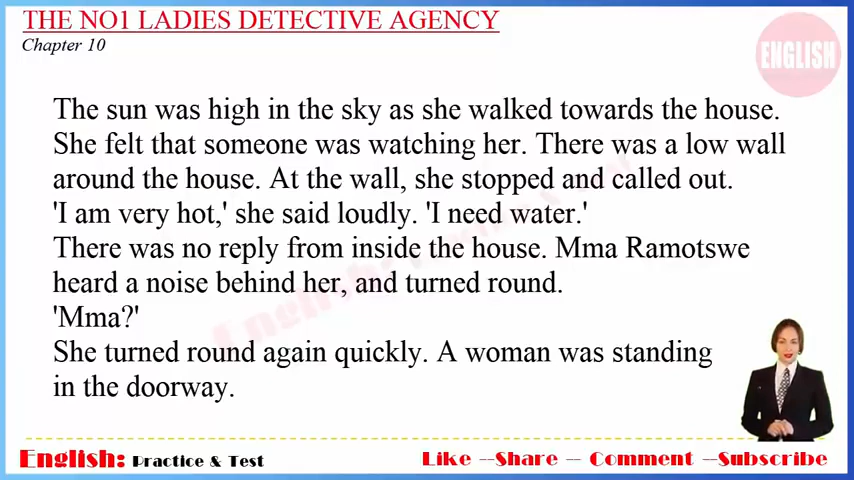 THE NO1 LADIES DETECTIVE AGENCY
Chapter 10
ENGLISH
The sun was high in the sky as she walked towards the house.
She felt that someone was watching her. There was a low wall
around the house. At the wall, she stopped and called out.
'I am very hot,' she said loudly. 'I need water.'
There was no reply from inside the house. Mma Ramotswe
heard a noise behind her, and turned round.
'Mma?'
She turned round again quickly. A woman was standing
in the doorway.
English: Practice & Test
Like --Share -- Comment --Subscribe